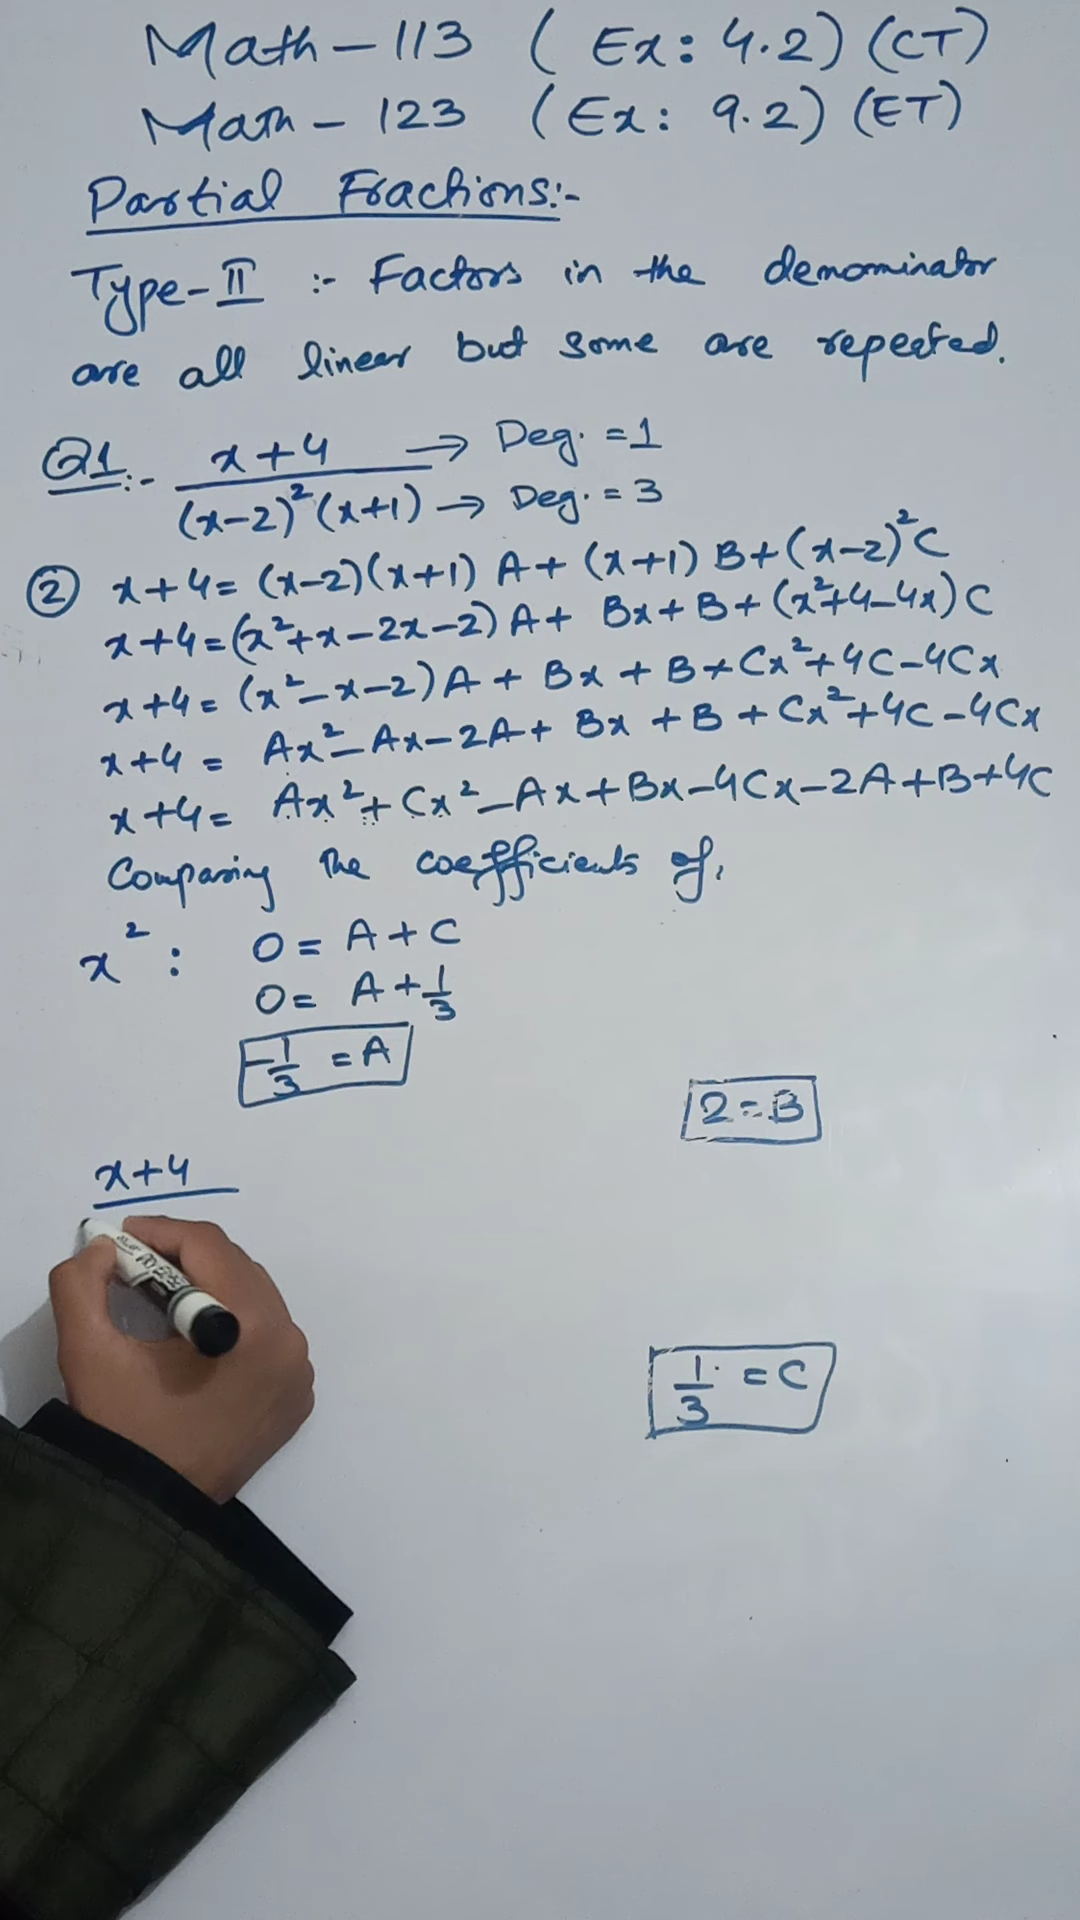 Math-113 (Ex: 4.2) (CT)
Math-123 (Ex: 9.2) (ET)
Partial Fractions:-
Type-II :- Factors in the denominator
are all linear but some are repeated.
Q1:- x+4 → Deg. = 1
(x-2)²(x+1) → Deg. = 3
② x+4 = (x-2)(x+1) A + (x+1) B + (x-2)² C
x+4 = (x²+x-2x-2) A + Bx + B + (x²+4-4x) C
x+4 = (x²-x-2) A + Bx + B + Cx² + 4C - 4Cx
x+4 = Ax² - Ax - 2A + Bx + B + Cx² + 4C - 4Cx
x+4 = Ax² + Cx² - Ax + Bx - 4Cx - 2A + B + 4C
Comparing the coefficients of,
x² : 0 = A + C
0 = A + 1/3
-1/3 = A
2 = B
x+4
1/3 = C